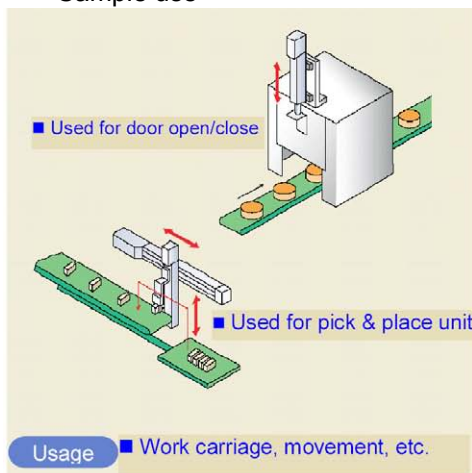 Sample use
■ Used for door open/close
■ Used for pick & place unit
Usage ■ Work carriage, movement, etc.